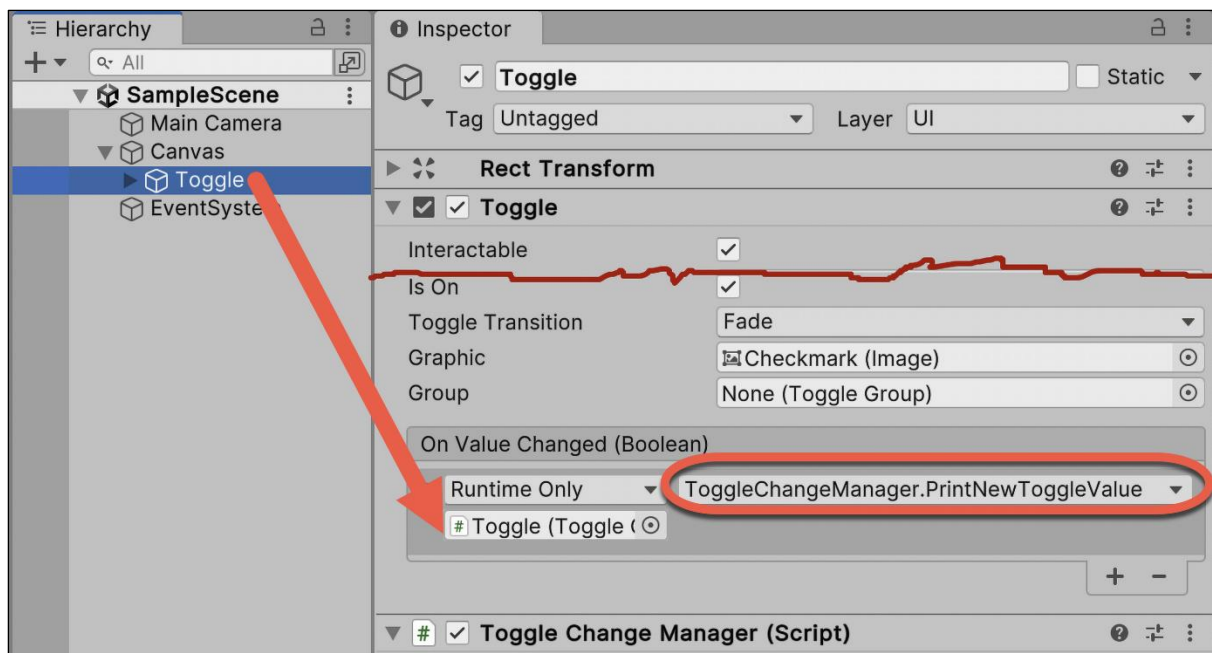 Hierarchy
All
SampleScene
Main Camera
Canvas
Toggle
EventSyste
Inspector
Toggle
Static
Tag Untagged Layer UI
Rect Transform
Toggle
Interactable
Is On
Toggle Transition Fade
Graphic Checkmark (Image)
Group None (Toggle Group)
On Value Changed (Boolean)
Runtime Only ToggleChangeManager.PrintNewToggleValue
# Toggle (Toggle (
+ −
# Toggle Change Manager (Script)